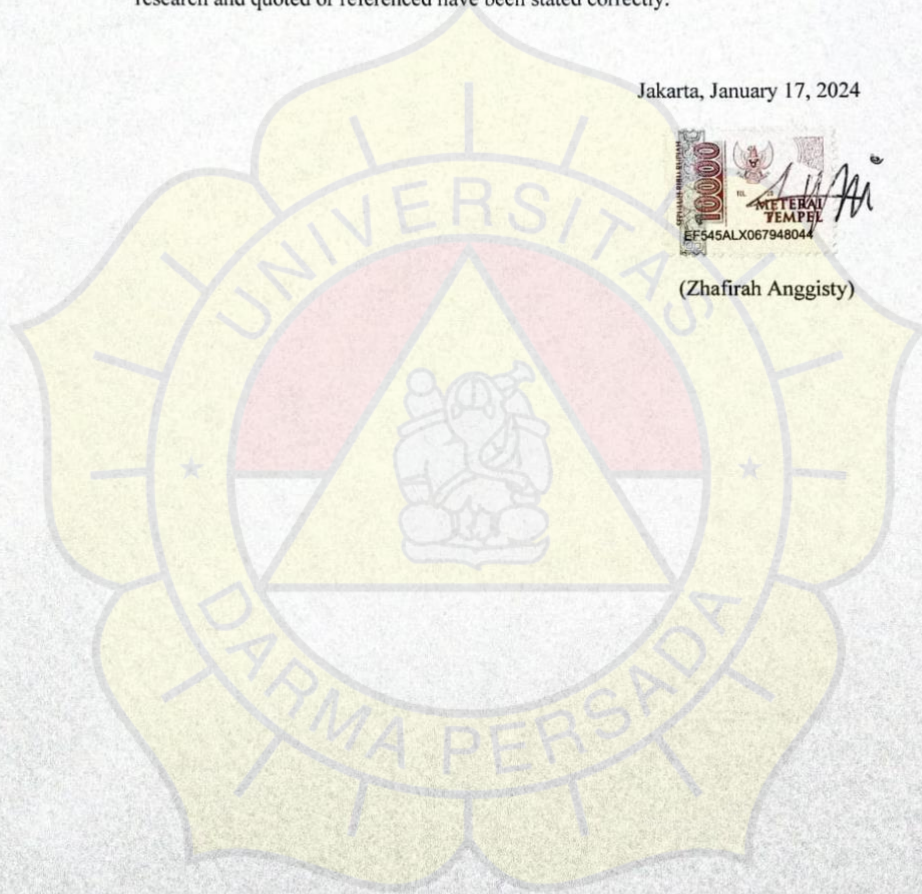 research and quoted or referenced have been stated correctly.
Jakarta, January 17, 2024
10000
METERAI
TEMPEL
EF545ALX067948044
(Zhafirah Anggisty)
UNIVERSITAS
DARMA PERSADA